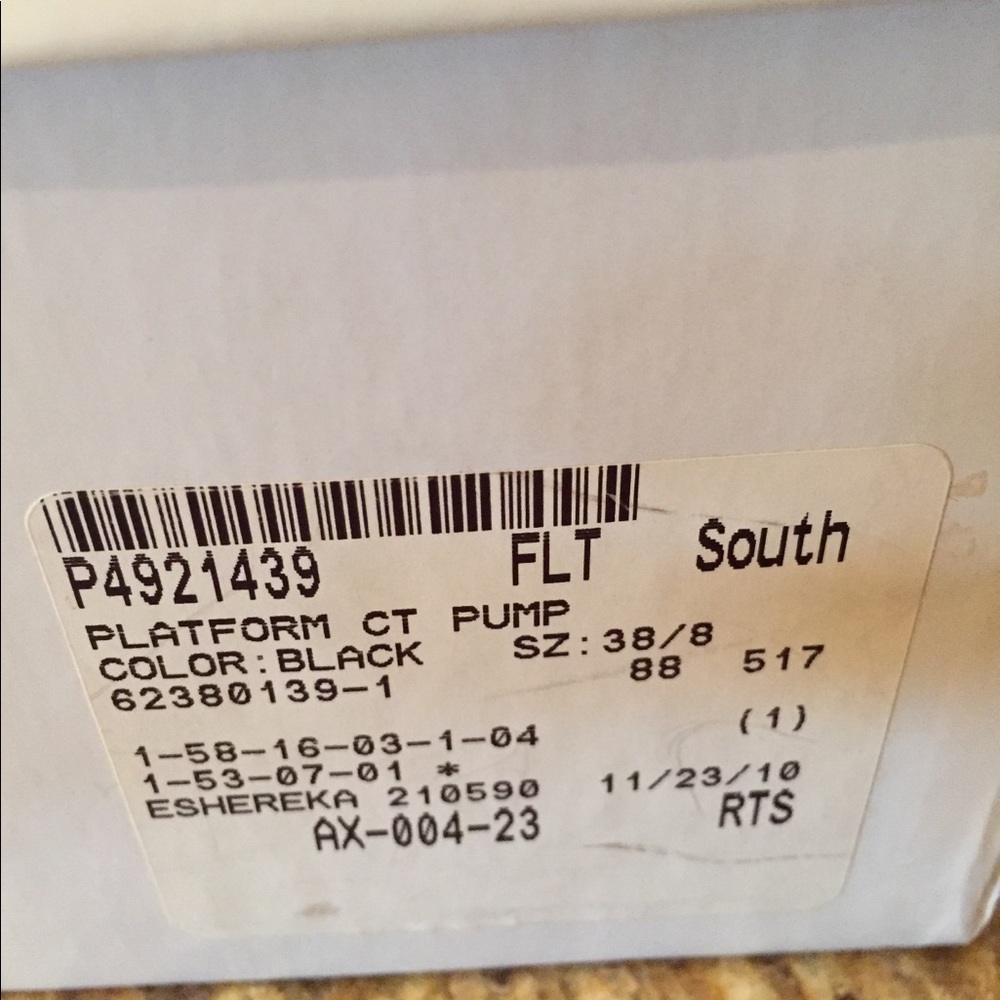 P4921439 FLT South
PLATFORM CT PUMP
COLOR:BLACK SZ:38/8
62380139-1 88 517
(1)
1-58-16-03-1-04
1-53-07-01 *
ESHEREKA 210590 11/23/10
AX-004-23 RTS